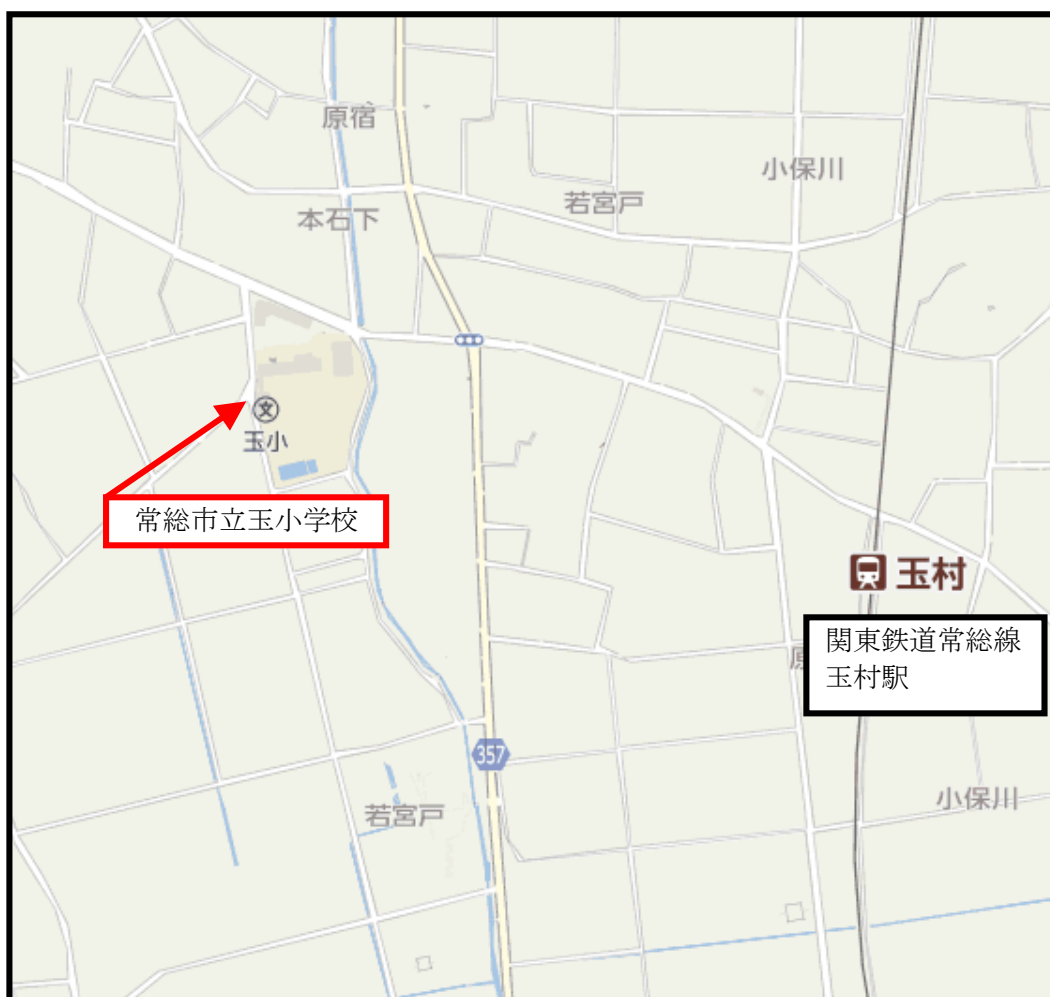 原宿
小保川
若宮戸
本石下
文
玉小
常総市立玉小学校
玉村
関東鉄道常総線
玉村駅
原
357
小保川
若宮戸